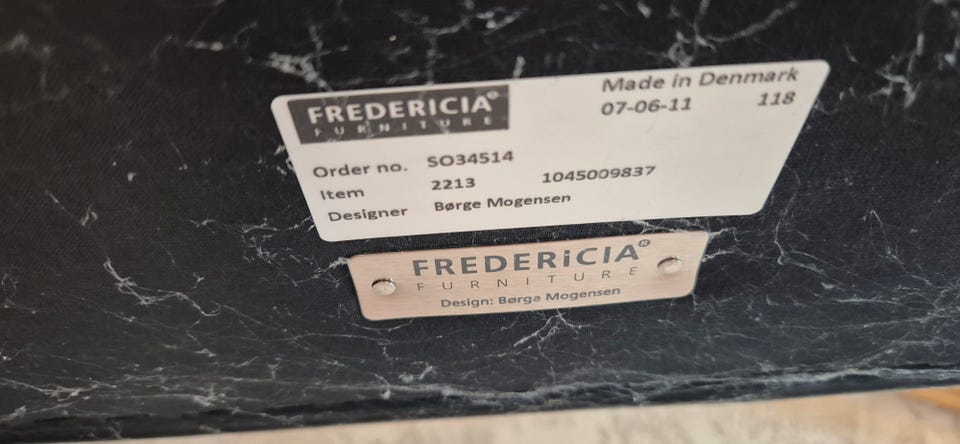 FREDERICIA®
FURNITURE
Made in Denmark
07-06-11 118
Order no. SO34514
Item 2213 1045009837
Designer Børge Mogensen
FREDERiCIA®
FURNITURE
Design: Børge Mogensen